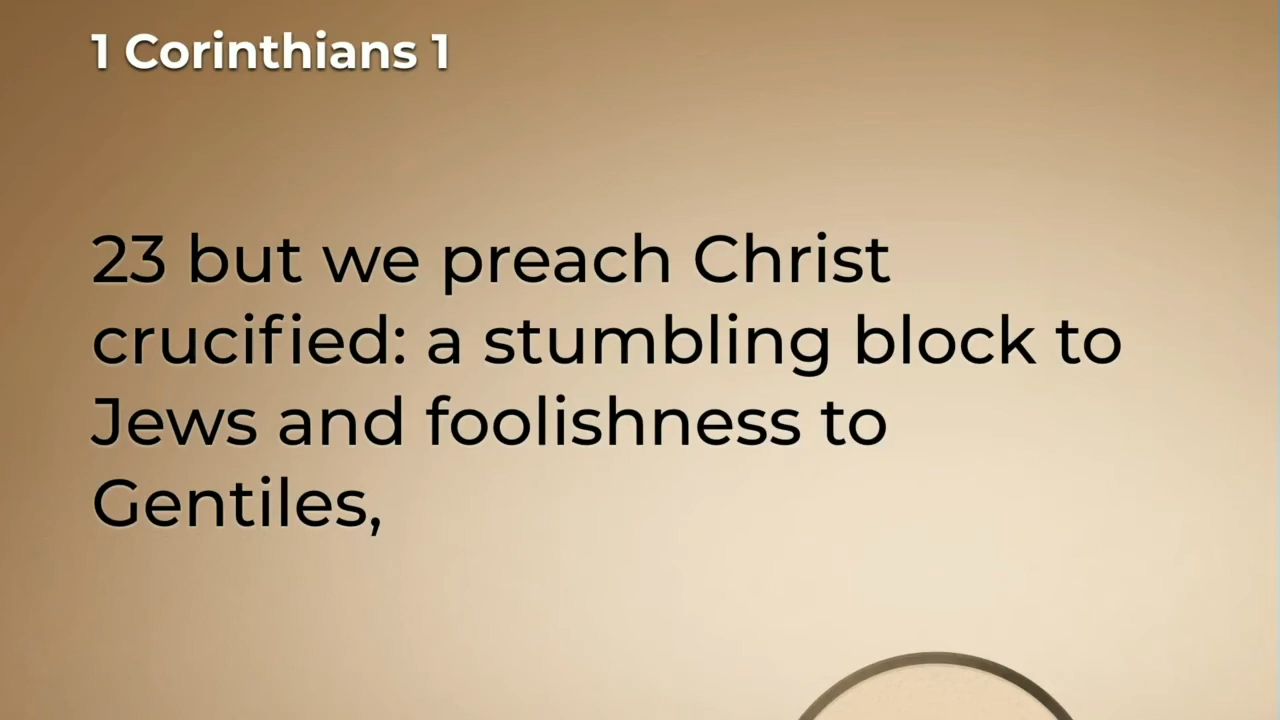 1 Corinthians 1
23 but we preach Christ
crucified: a stumbling block to
Jews and foolishness to
Gentiles,